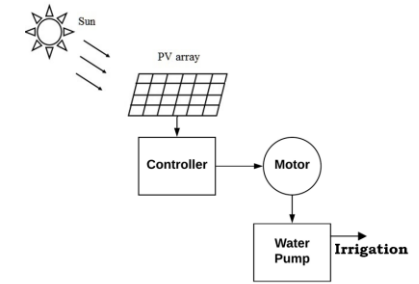 Sun
PV array
Controller
Motor
Water
Pump
Irrigation